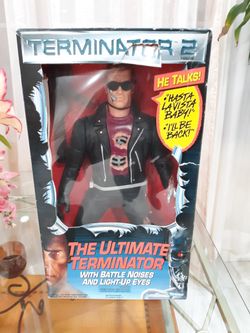 TERMINATOR 2
HE TALKS!
"HASTA
LA VISTA
BABY!"
"I'LL BE
BACK!"
THE ULTIMATE
TERMINATOR
WITH BATTLE NOISES
AND LIGHT-UP EYES